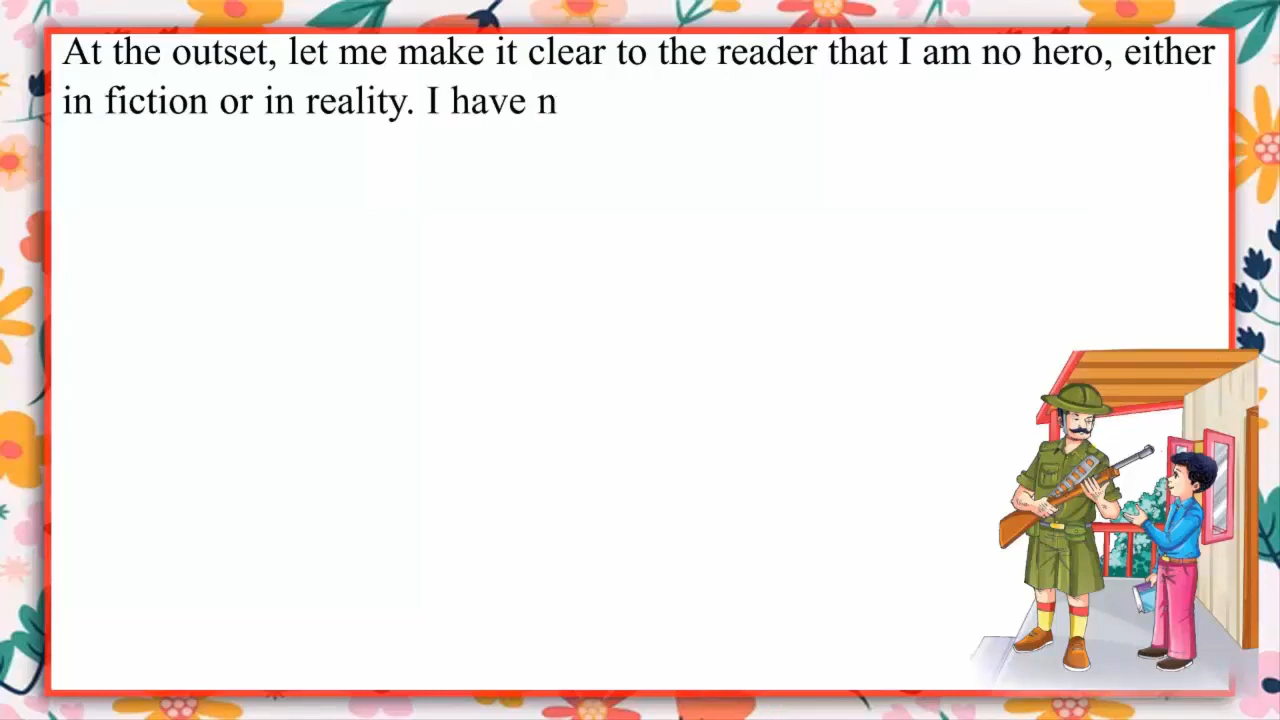 At the outset, let me make it clear to the reader that I am no hero, either
in fiction or in reality. I have n